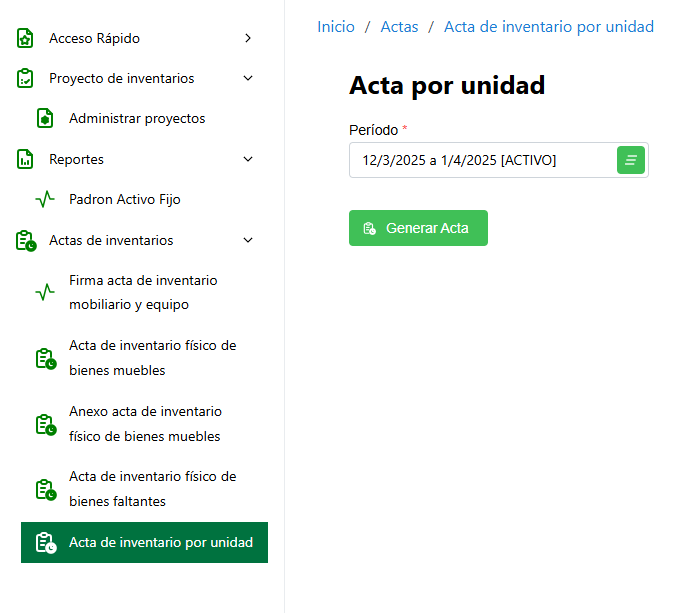 Acceso Rápido
Proyecto de inventarios
Administrar proyectos
Reportes
Padron Activo Fijo
Actas de inventarios
Firma acta de inventario
mobiliario y equipo
Acta de inventario físico de
bienes muebles
Anexo acta de inventario
físico de bienes muebles
Acta de inventario físico de
bienes faltantes
Acta de inventario por unidad
Inicio / Actas / Acta de inventario por unidad
Acta por unidad
Período *
12/3/2025 a 1/4/2025 [ACTIVO]
Generar Acta